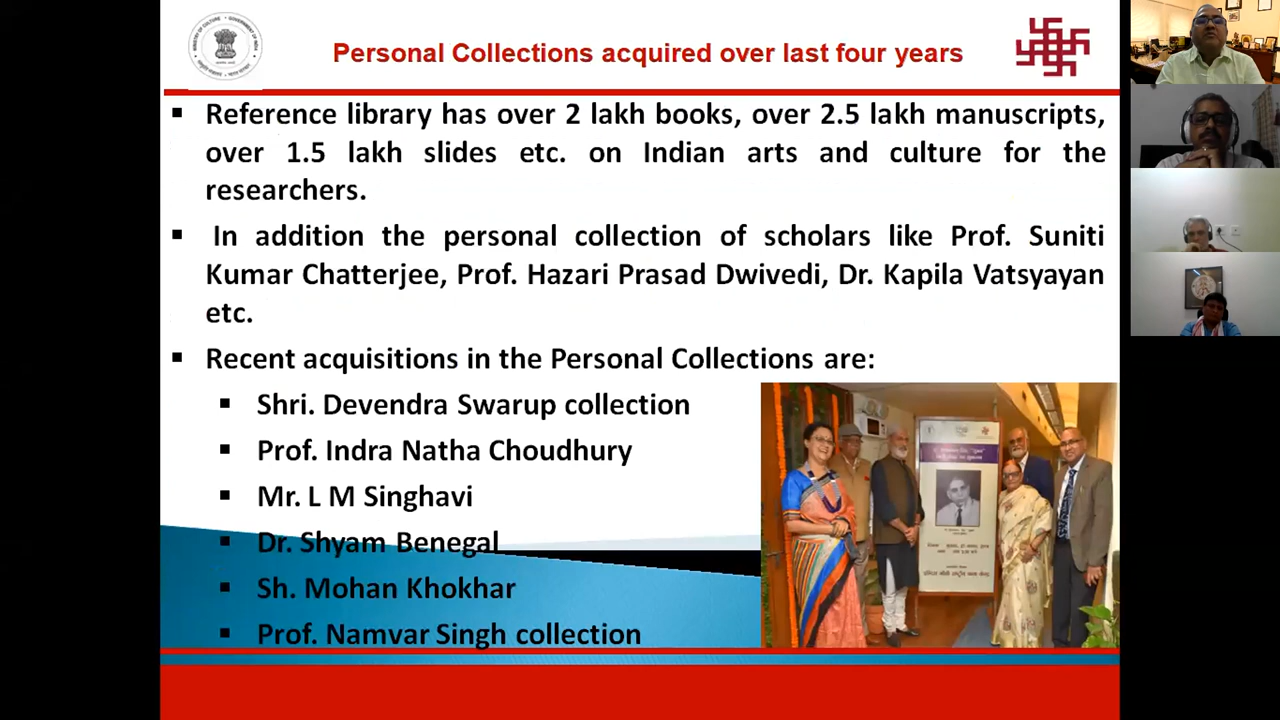 Personal Collections acquired over last four years
▪ Reference library has over 2 lakh books, over 2.5 lakh manuscripts,
over 1.5 lakh slides etc. on Indian arts and culture for the
researchers.
▪ In addition the personal collection of scholars like Prof. Suniti
Kumar Chatterjee, Prof. Hazari Prasad Dwivedi, Dr. Kapila Vatsyayan
etc.
▪ Recent acquisitions in the Personal Collections are:
▪ Shri. Devendra Swarup collection
▪ Prof. Indra Natha Choudhury
▪ Mr. L M Singhavi
▪ Dr. Shyam Benegal
▪ Sh. Mohan Khokhar
▪ Prof. Namvar Singh collection